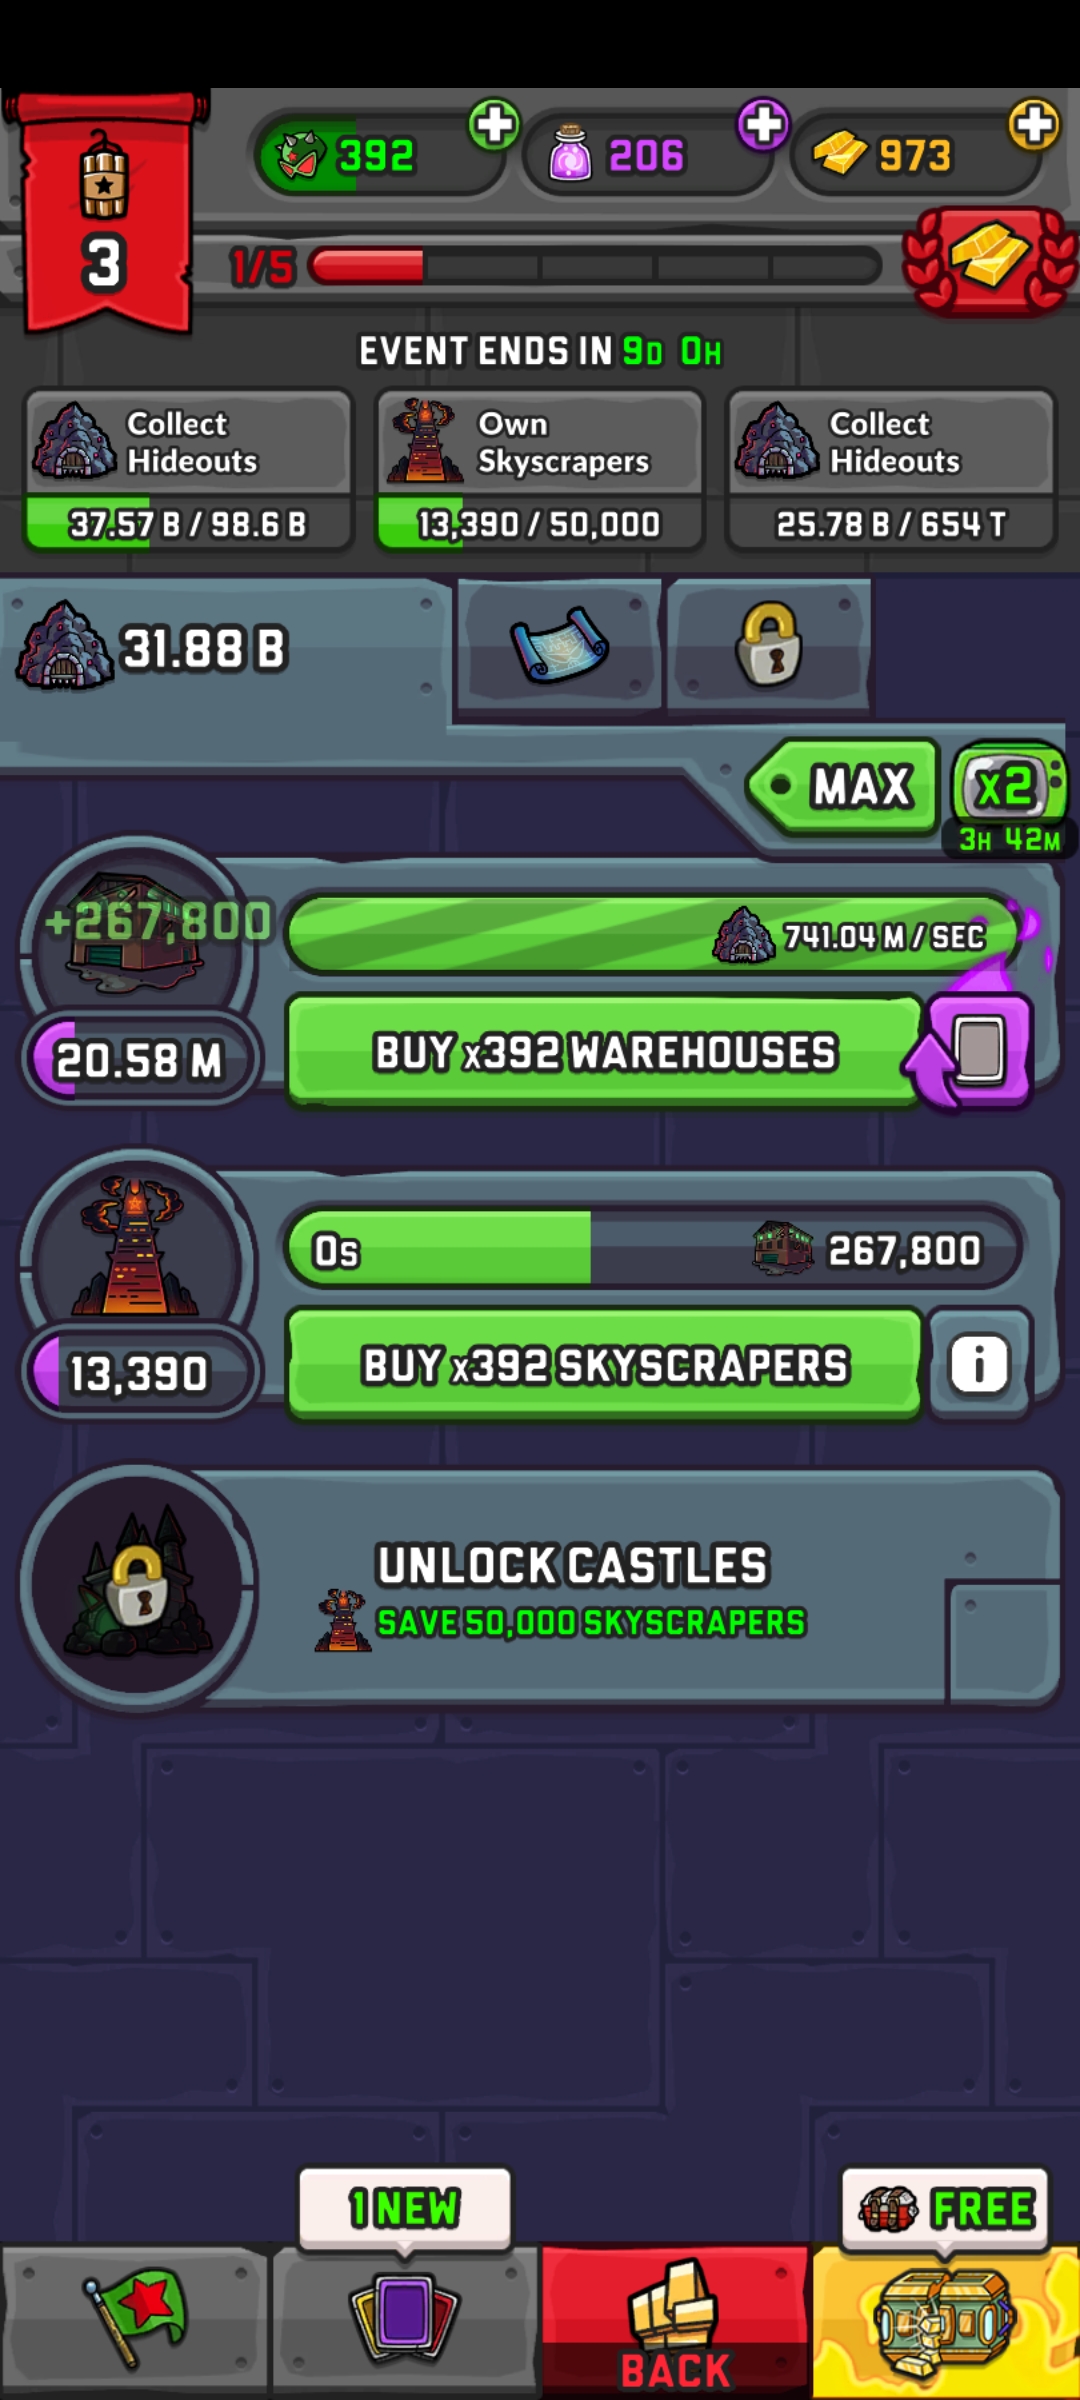 392
206
973
3
1/5
EVENT ENDS IN 9D 0H
Collect
Hideouts
37.57 B / 98.6 B
Own
Skyscrapers
13,390 / 50,000
Collect
Hideouts
25.78 B / 654 T
31.88 B
MAX
x2
3H 42M
+267,800
741.04 M / SEC
20.58 M
BUY x392 WAREHOUSES
0s
267,800
13,390
BUY x392 SKYSCRAPERS
i
UNLOCK CASTLES
SAVE 50,000 SKYSCRAPERS
1 NEW
FREE
BACK